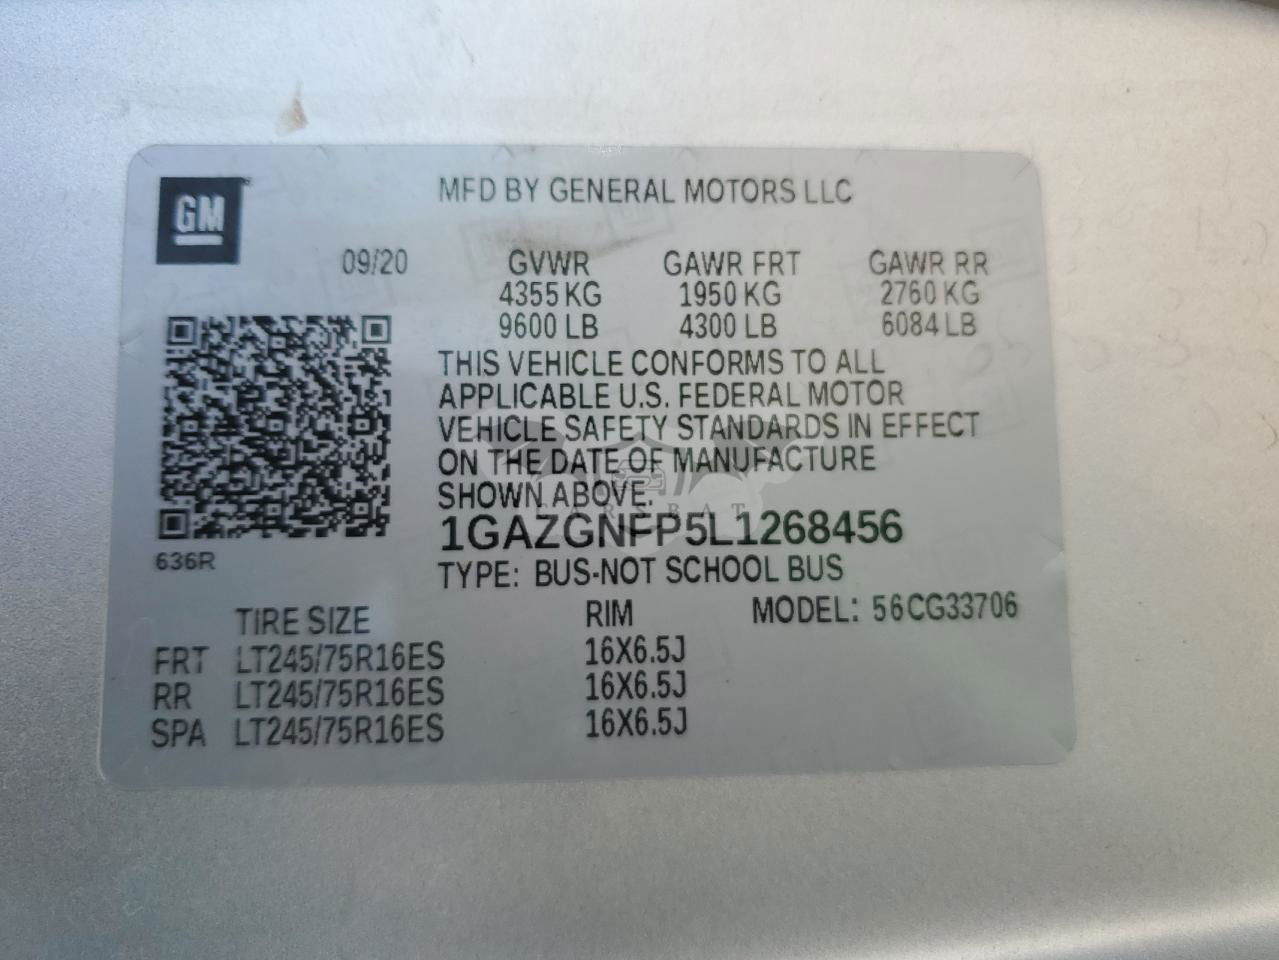 GM
MFD BY GENERAL MOTORS LLC
09/20 GVWR GAWR FRT GAWR RR
4355 KG 1950 KG 2760 KG
9600 LB 4300 LB 6084 LB
THIS VEHICLE CONFORMS TO ALL
APPLICABLE U.S. FEDERAL MOTOR
VEHICLE SAFETY STANDARDS IN EFFECT
ON THE DATE OF MANUFACTURE
SHOWN ABOVE.
CARSBAT
1GAZGNFP5L1268456
636R
TYPE: BUS-NOT SCHOOL BUS
TIRE SIZE RIM MODEL: 56CG33706
FRT LT245/75R16ES 16X6.5J
RR LT245/75R16ES 16X6.5J
SPA LT245/75R16ES 16X6.5J